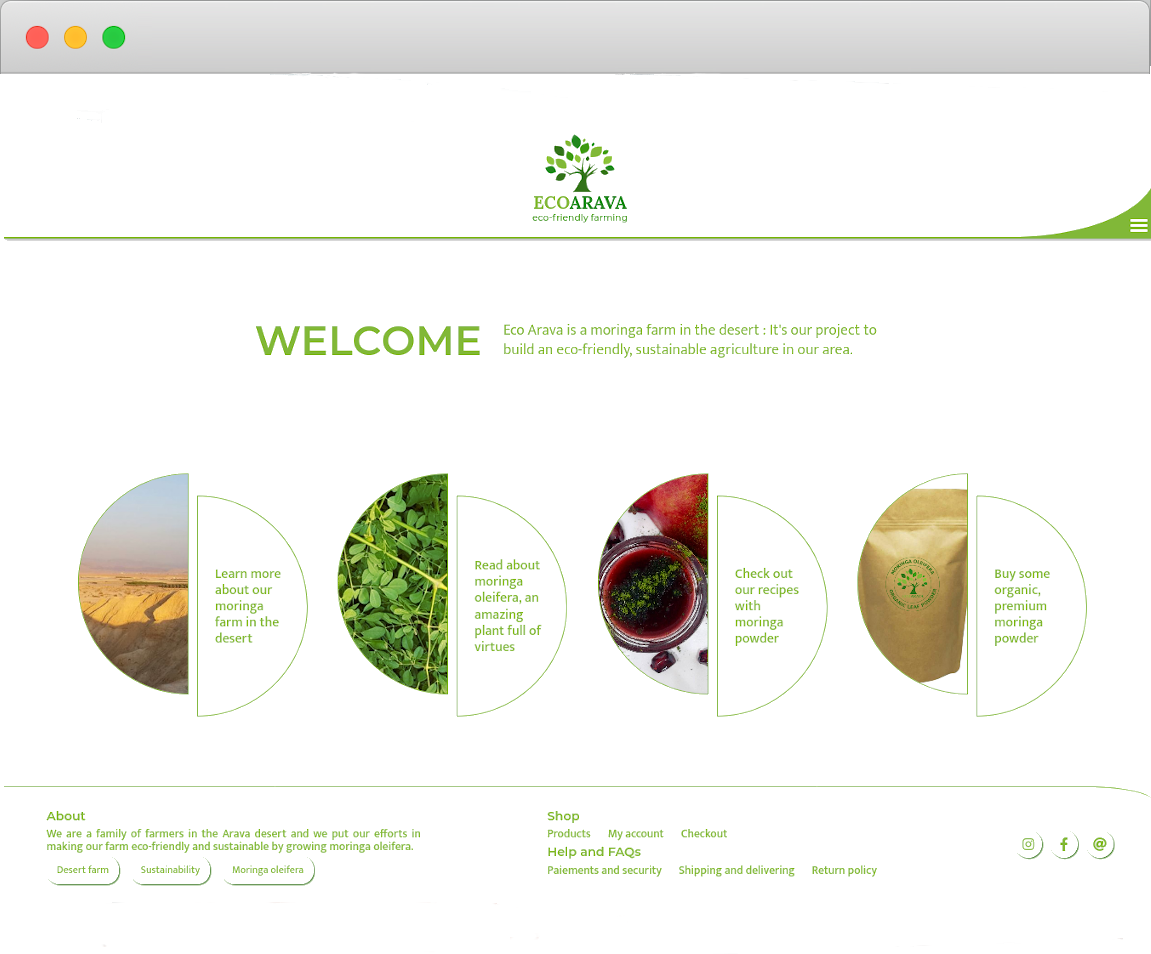 ECOARAVA
eco-friendly farming
WELCOME
Eco Arava is a moringa farm in the desert : It's our project to
build an eco-friendly, sustainable agriculture in our area.
Learn more
about our
moringa
farm in the
desert
Read about
moringa
oleifera, an
amazing
plant full of
virtues
Check out
our recipes
with
moringa
powder
MORINGA OLEIFERA
ORGANIC LEAF POWDER
Buy some
organic,
premium
moringa
powder
About
We are a family of farmers in the Arava desert and we put our efforts in
making our farm eco-friendly and sustainable by growing moringa oleifera.
Desert farm
Sustainability
Moringa oleifera
Shop
Products My account Checkout
Help and FAQs
Paiements and security Shipping and delivering Return policy